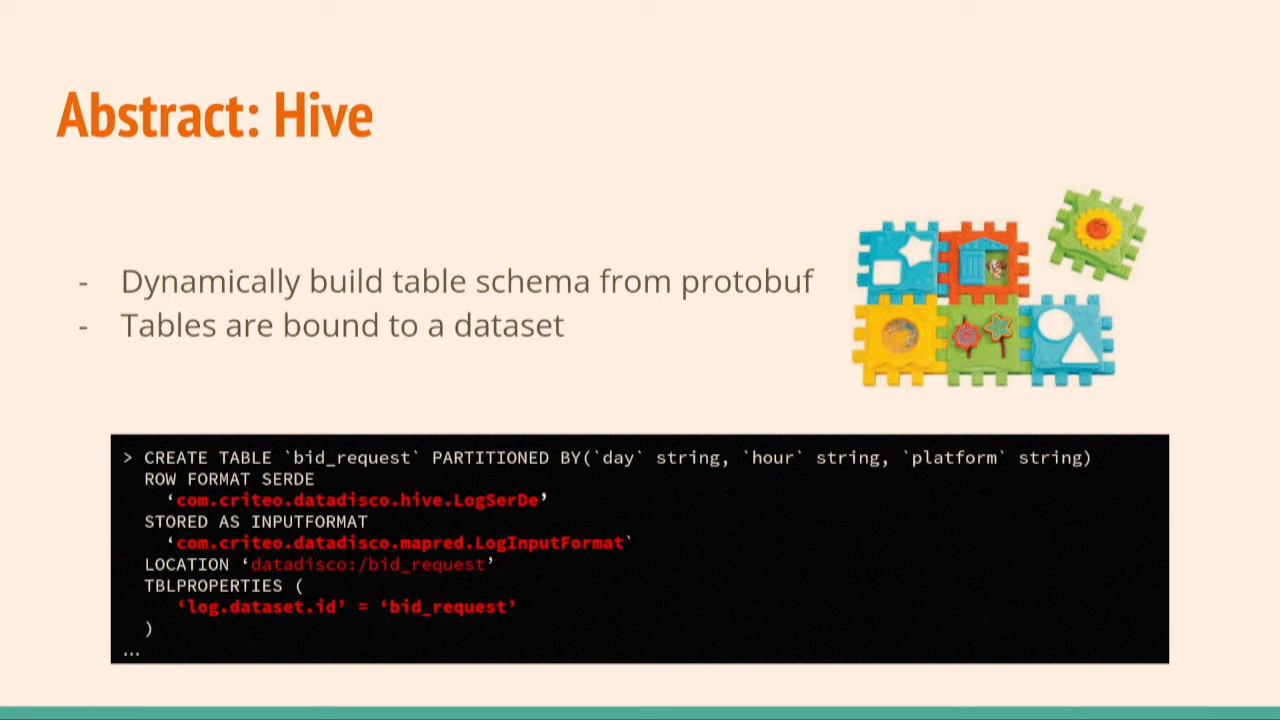 Abstract: Hive
- Dynamically build table schema from protobuf
- Tables are bound to a dataset
> CREATE TABLE `bid_request` PARTITIONED BY(`day` string, `hour` string, `platform` string)
ROW FORMAT SERDE
‘com.criteo.datadisco.hive.LogSerDe’
STORED AS INPUTFORMAT
‘com.criteo.datadisco.mapred.LogInputFormat`
LOCATION ‘datadisco:/bid_request’
TBLPROPERTIES (
‘log.dataset.id’ = ‘bid_request’
)
...